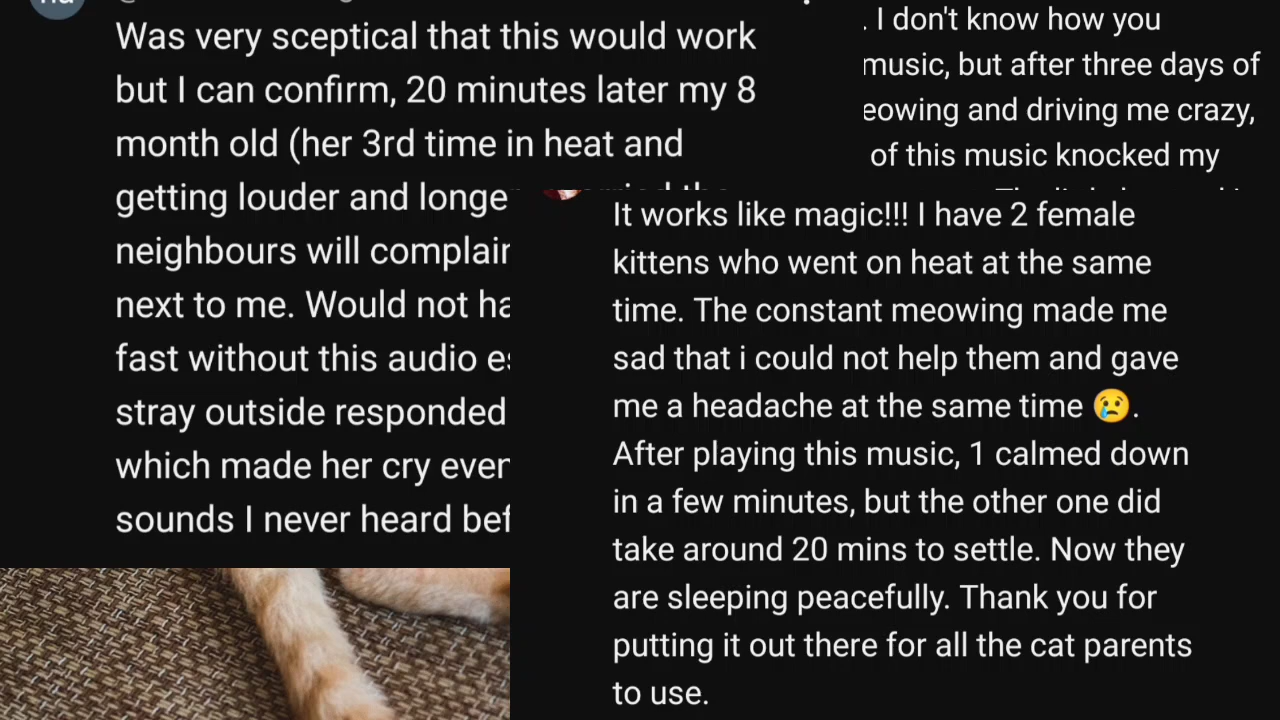 Was very sceptical that this would work
but I can confirm, 20 minutes later my 8
month old (her 3rd time in heat and
getting louder and longe
neighbours will complain
next to me. Would not ha
fast without this audio es
stray outside responded
which made her cry even
sounds I never heard bef
. I don't know how you
music, but after three days of
eowing and driving me crazy,
of this music knocked my
It works like magic!!! I have 2 female
kittens who went on heat at the same
time. The constant meowing made me
sad that i could not help them and gave
me a headache at the same time 😢.
After playing this music, 1 calmed down
in a few minutes, but the other one did
take around 20 mins to settle. Now they
are sleeping peacefully. Thank you for
putting it out there for all the cat parents
to use.